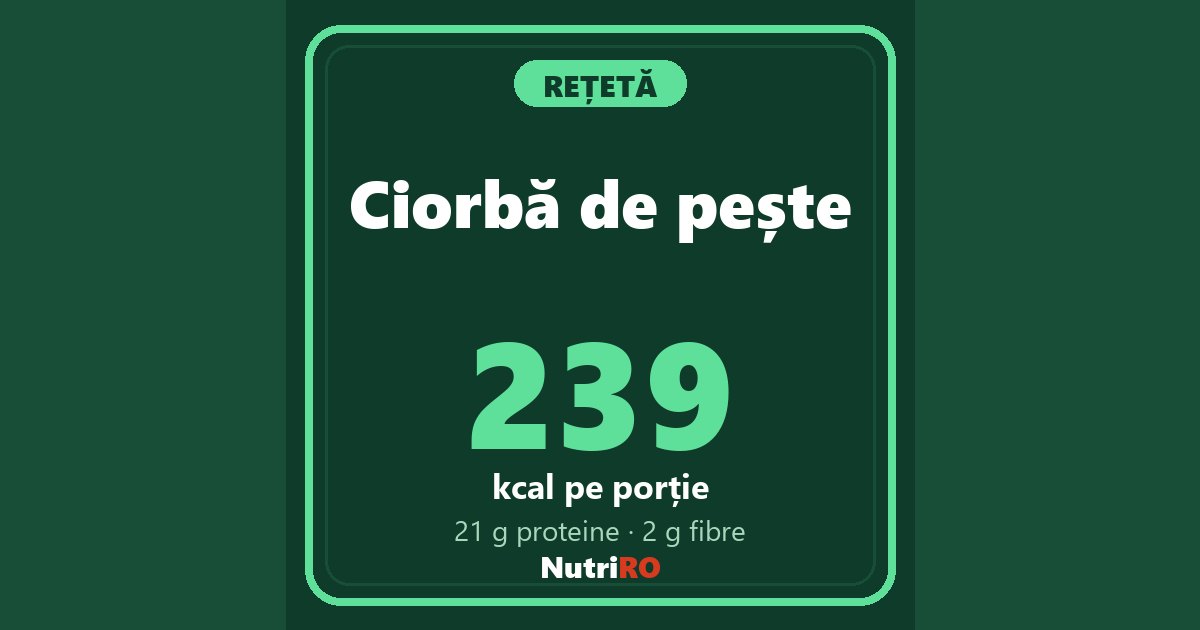 REȚETĂ
Ciorbă de pește
239
kcal pe porție
21 g proteine · 2 g fibre
NutriRO